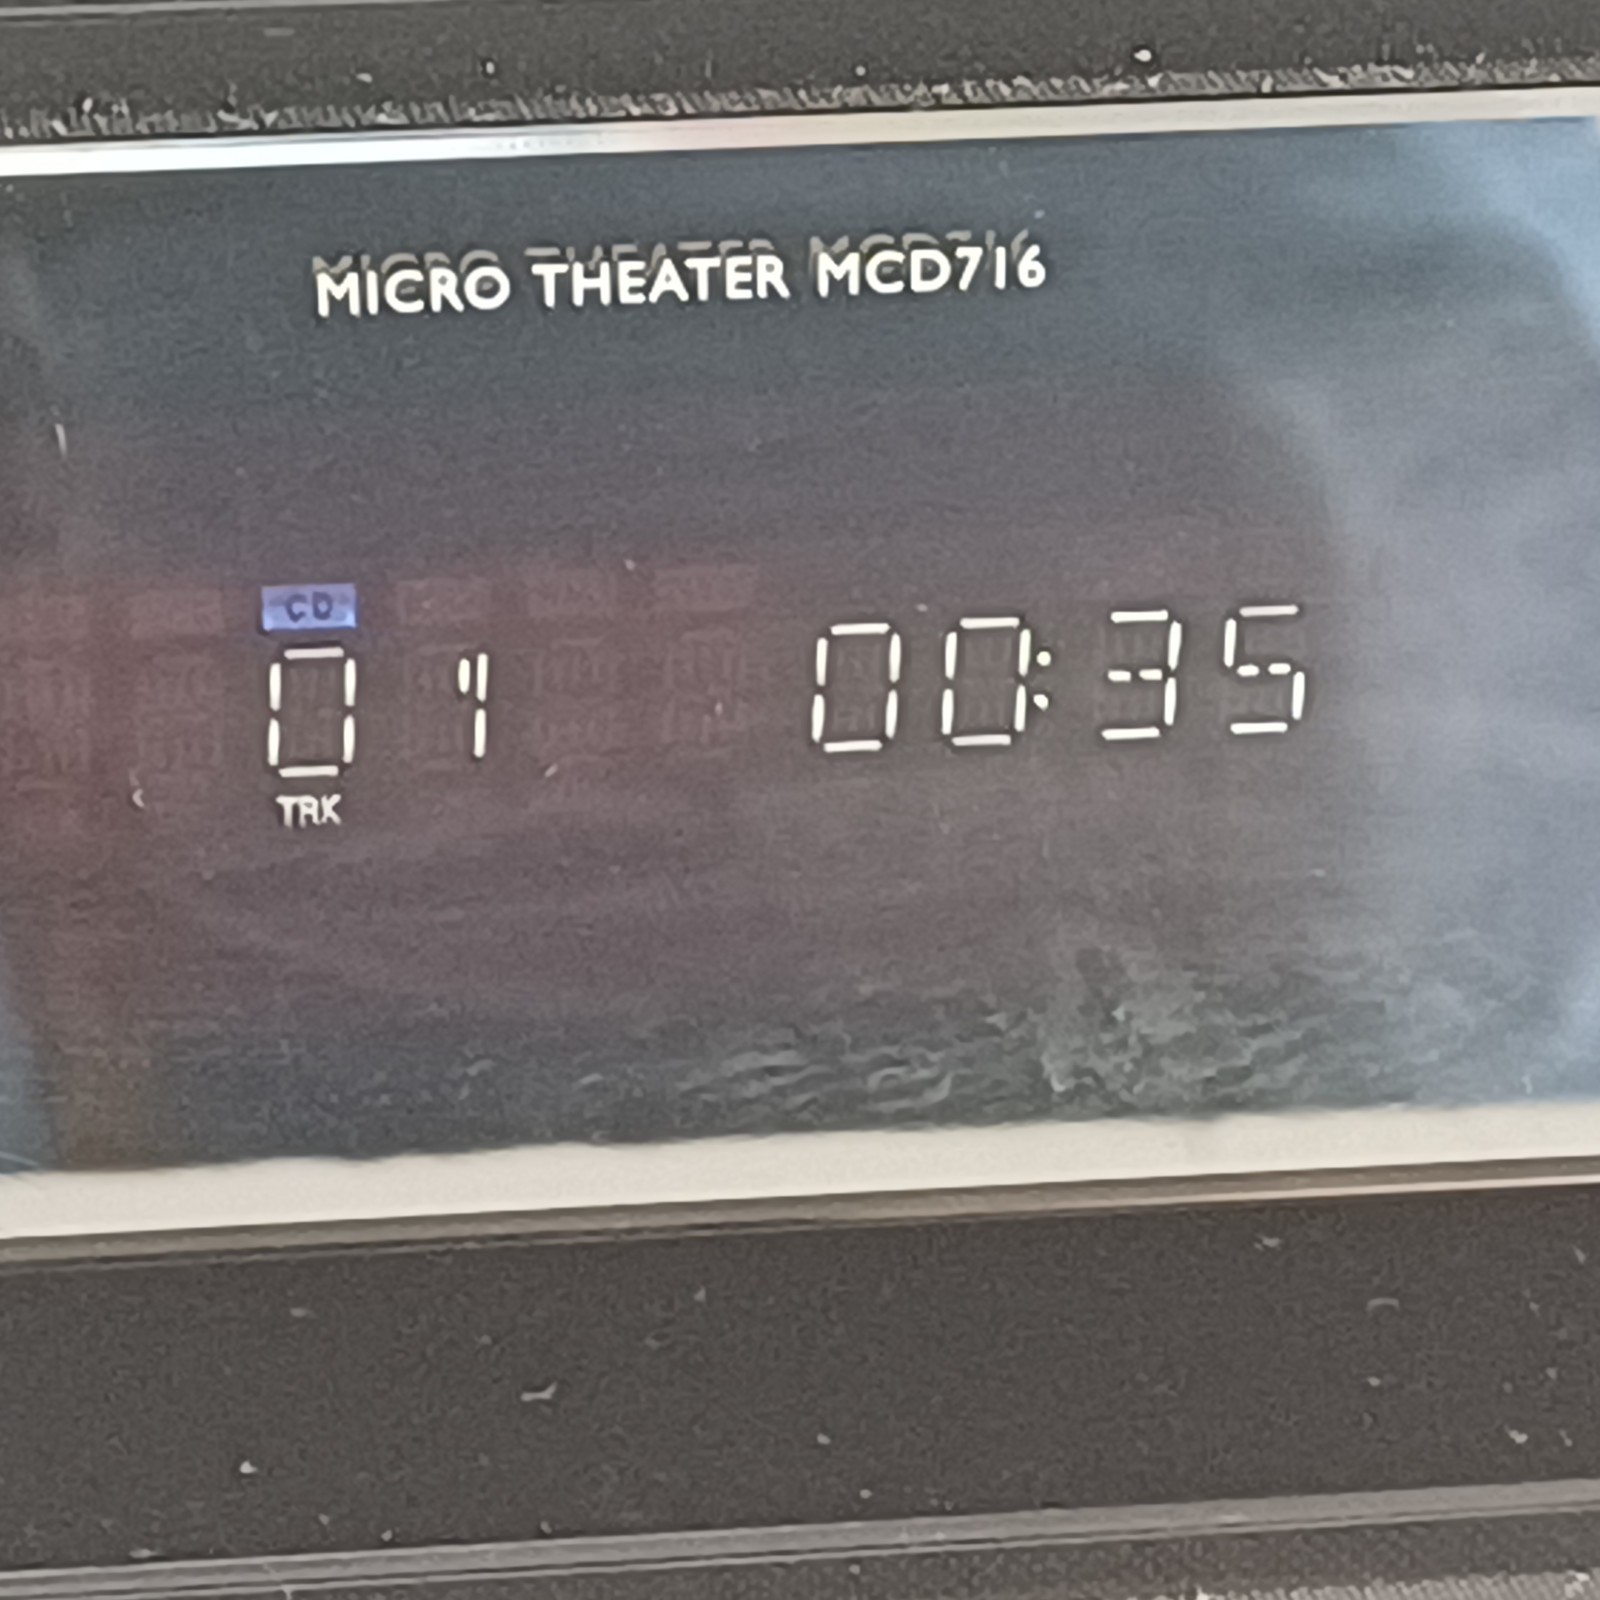 MICRO THEATER MCD716
CD
01 00:35
TRK